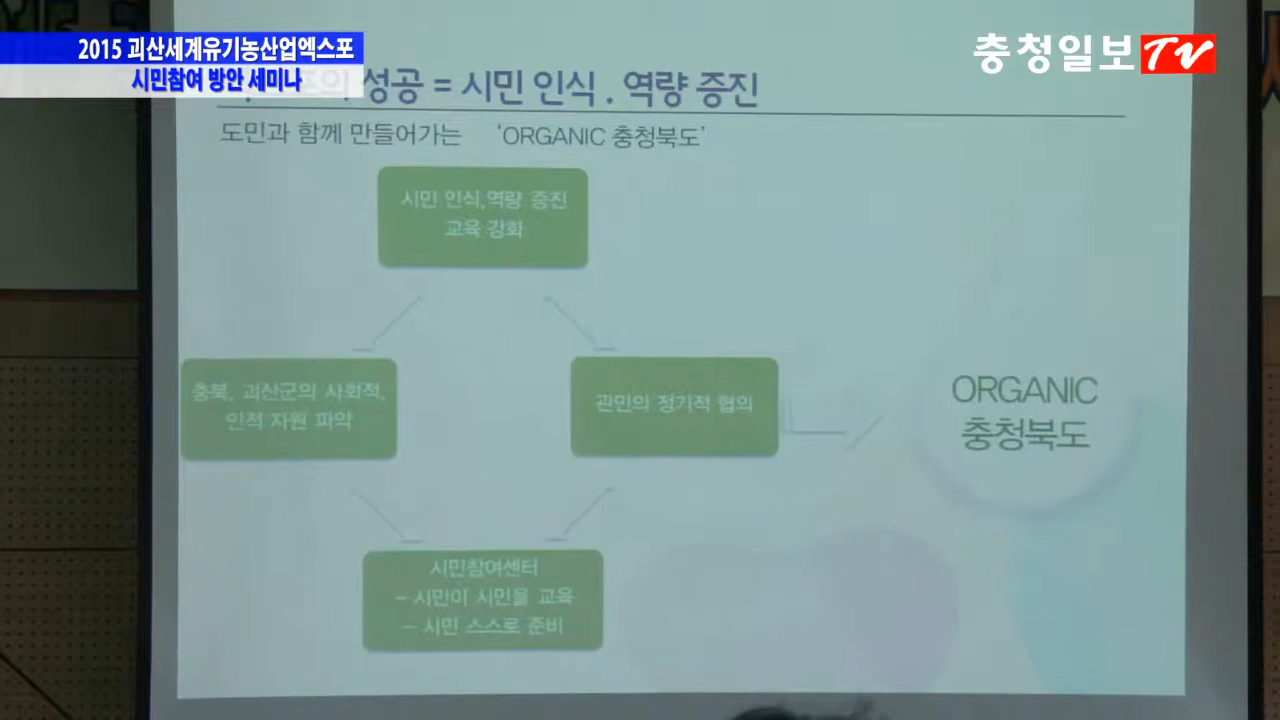 2015 괴산세계유기농산업엑스포
시민참여 방안 세미나
충청일보TV
성공 = 시민 인식 . 역량 증진
도민과 함께 만들어가는 ‘ORGANIC 충청북도’
시민 인식,역량 증진
교육 강화
충북, 괴산군의 사회적,
인적 자원 파악
관민의 정기적 협의
ORGANIC
충청북도
시민참여센터
- 시민이 시민을 교육
- 시민 스스로 준비